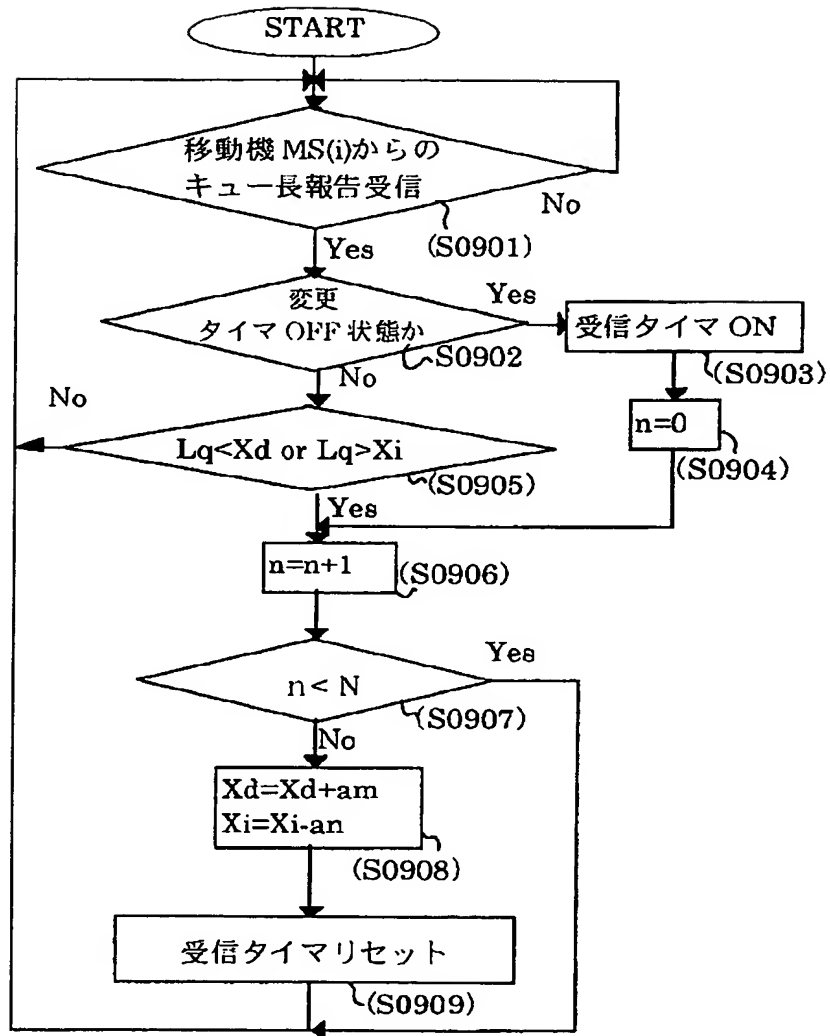 START
移動機 MS(i)からの
キュー長報告受信
No
(S0901)
Yes
変更
タイマ OFF 状態か
Yes
S0902
受信タイマ ON
(S0903)
No
n=0
(S0904)
No
Lq<Xd or Lq>Xi
(S0905)
Yes
n=n+1
(S0906)
n< N
Yes
(S0907)
No
Xd=Xd+am
Xi=Xi-an
(S0908)
受信タイマリセット
(S0909)